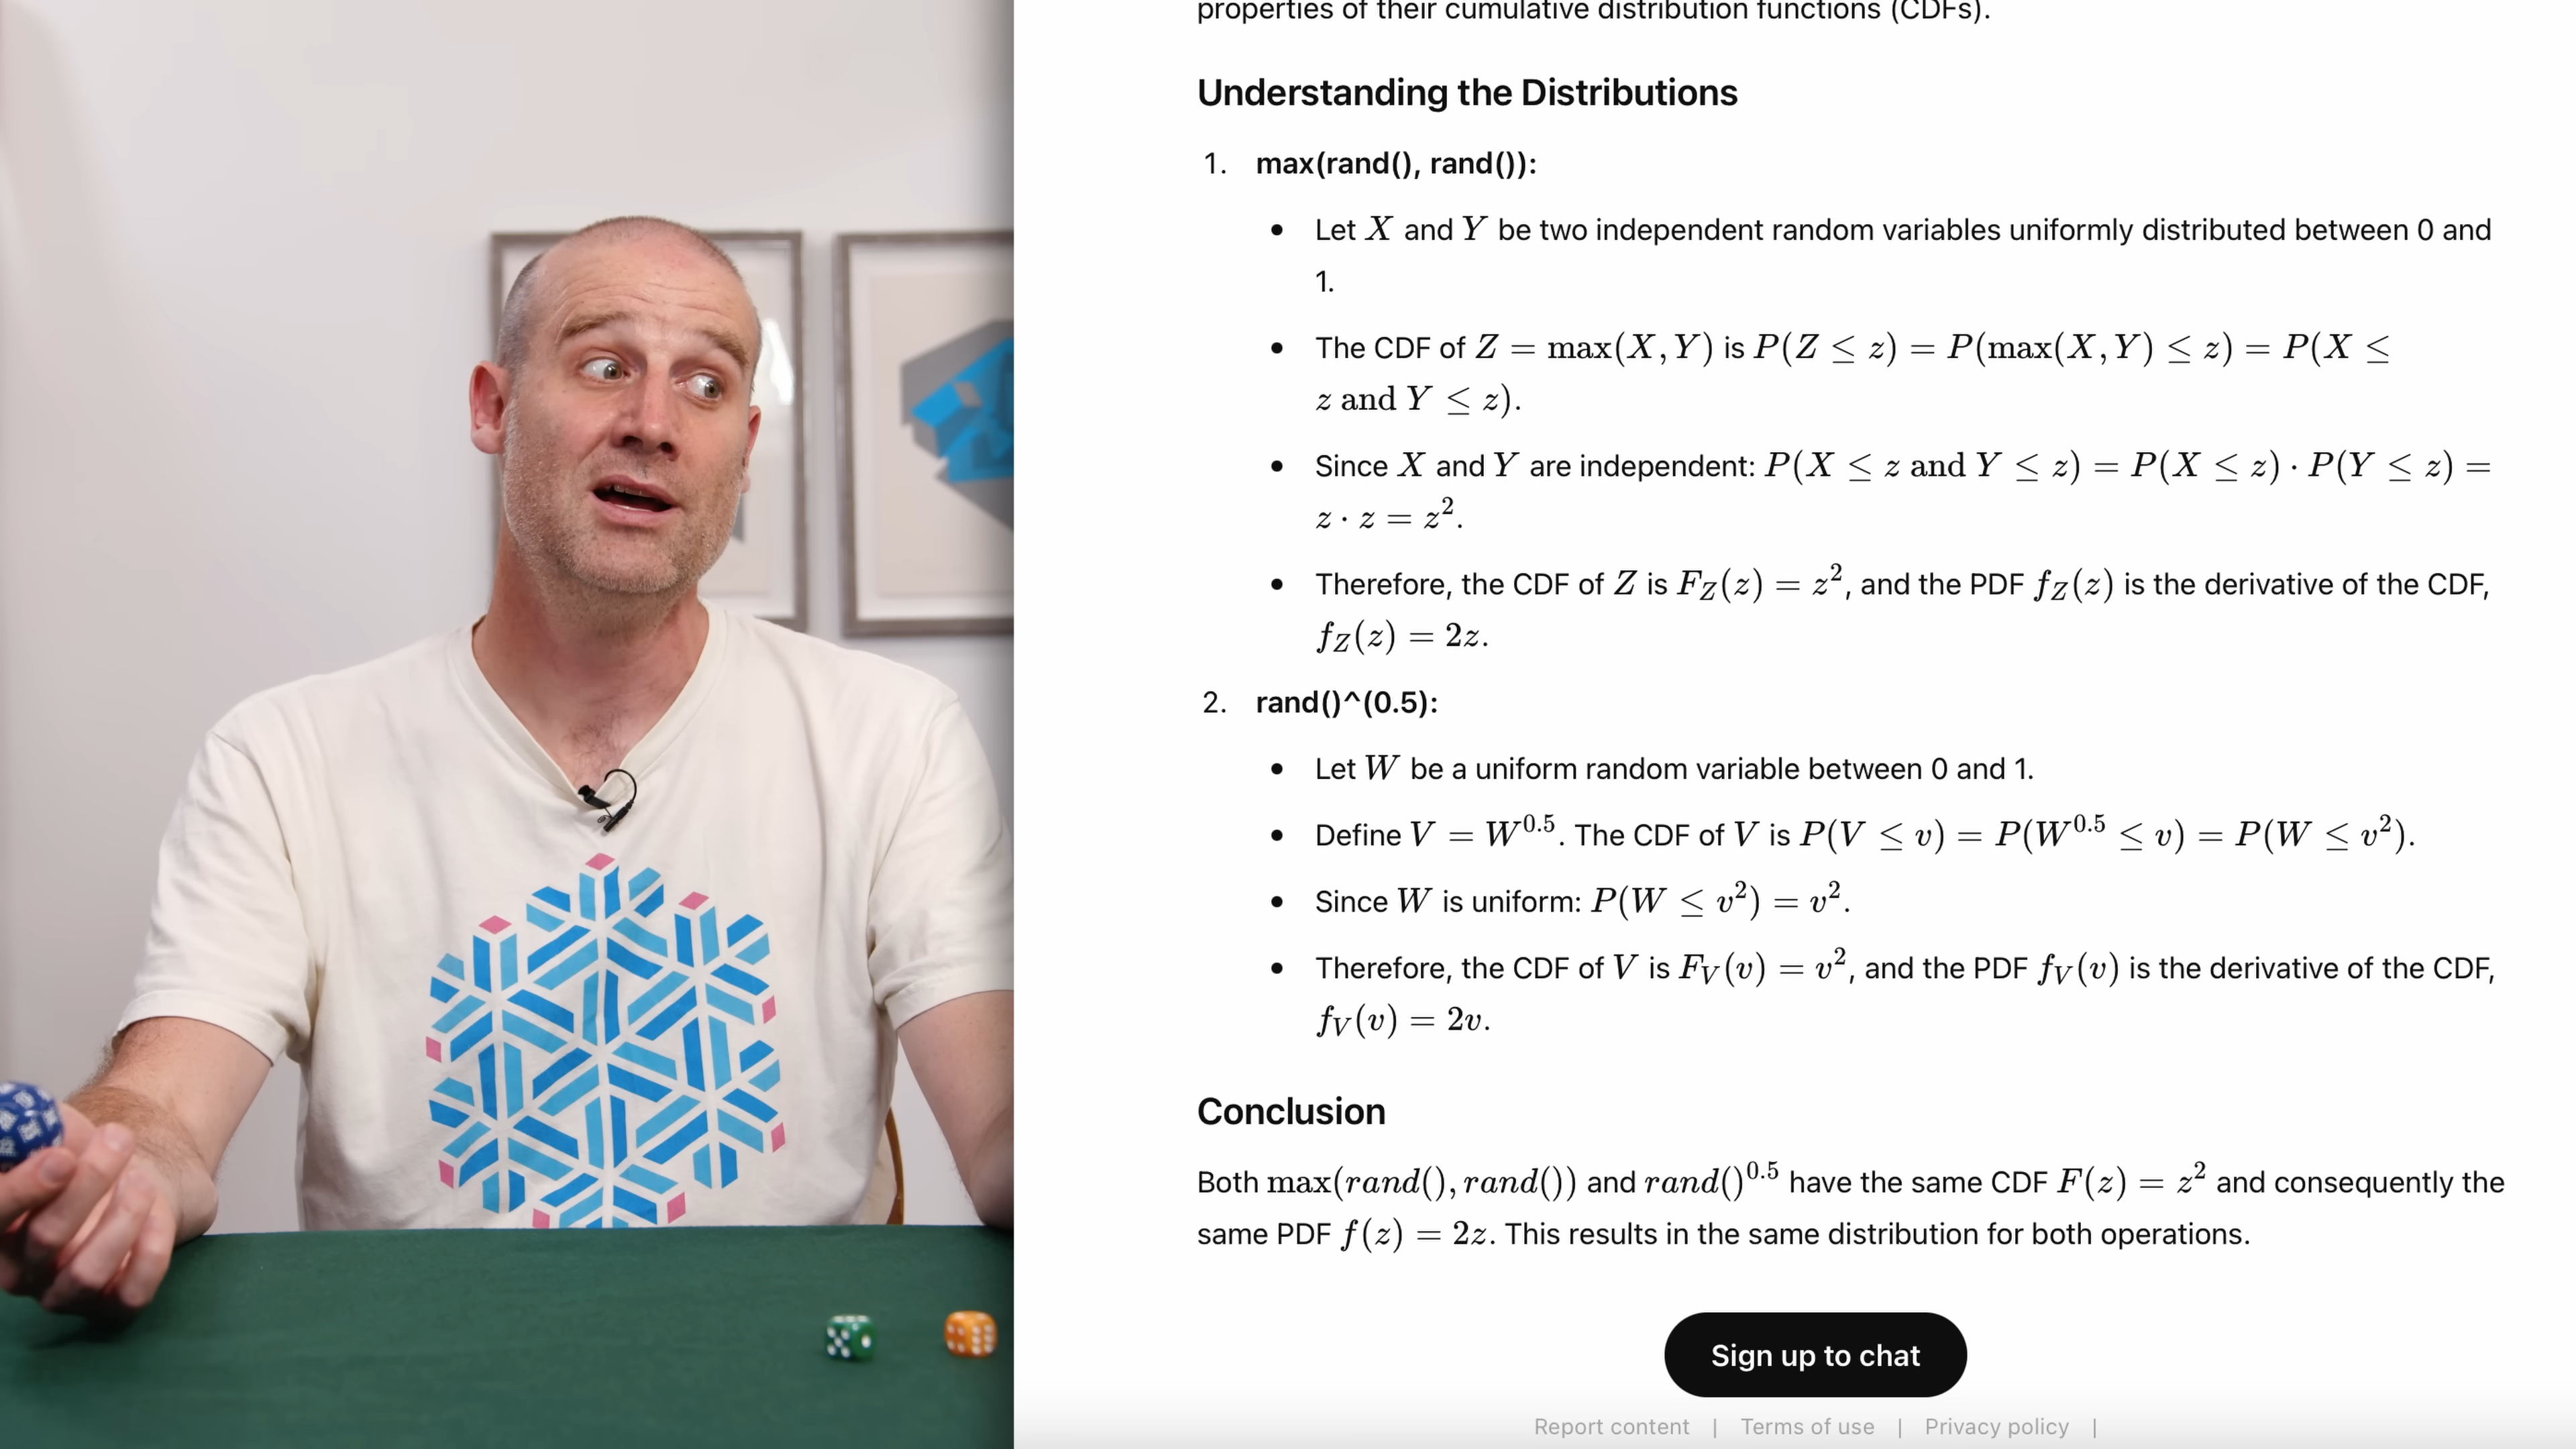 properties of their cumulative distribution functions (CDFs).
Understanding the Distributions
1. max(rand(), rand()):
• Let X and Y be two independent random variables uniformly distributed between 0 and
1.
• The CDF of Z = max(X, Y) is P(Z ≤ z) = P(max(X, Y) ≤ z) = P(X ≤
z and Y ≤ z).
• Since X and Y are independent: P(X ≤ z and Y ≤ z) = P(X ≤ z) · P(Y ≤ z) =
z · z = z².
• Therefore, the CDF of Z is F_Z(z) = z², and the PDF f_Z(z) is the derivative of the CDF,
f_Z(z) = 2z.
2. rand()^(0.5):
• Let W be a uniform random variable between 0 and 1.
• Define V = W^0.5. The CDF of V is P(V ≤ v) = P(W^0.5 ≤ v) = P(W ≤ v²).
• Since W is uniform: P(W ≤ v²) = v².
• Therefore, the CDF of V is F_V(v) = v², and the PDF f_V(v) is the derivative of the CDF,
f_V(v) = 2v.
Conclusion
Both max(rand(), rand()) and rand()^0.5 have the same CDF F(z) = z² and consequently the
same PDF f(z) = 2z. This results in the same distribution for both operations.
Sign up to chat
Report content | Terms of use | Privacy policy |